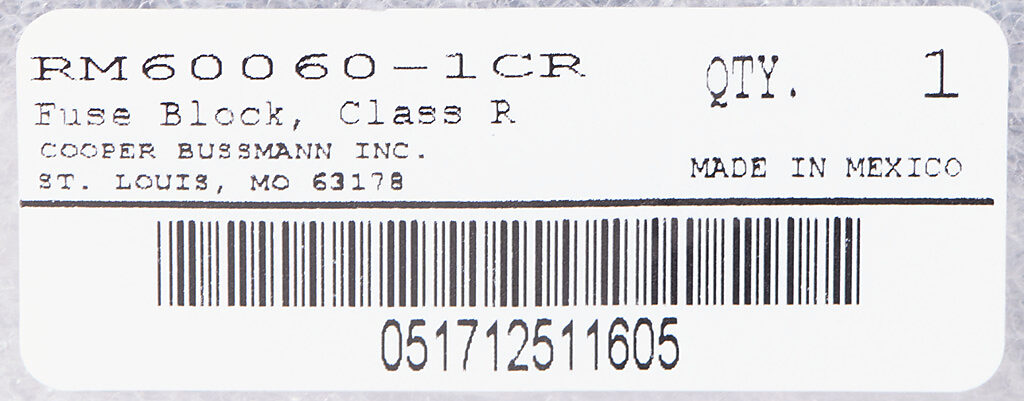 RM60060-1CR
QTY. 1
Fuse Block, Class R
COOPER BUSSMANN INC.
ST. LOUIS, MO 63178
MADE IN MEXICO
051712511605